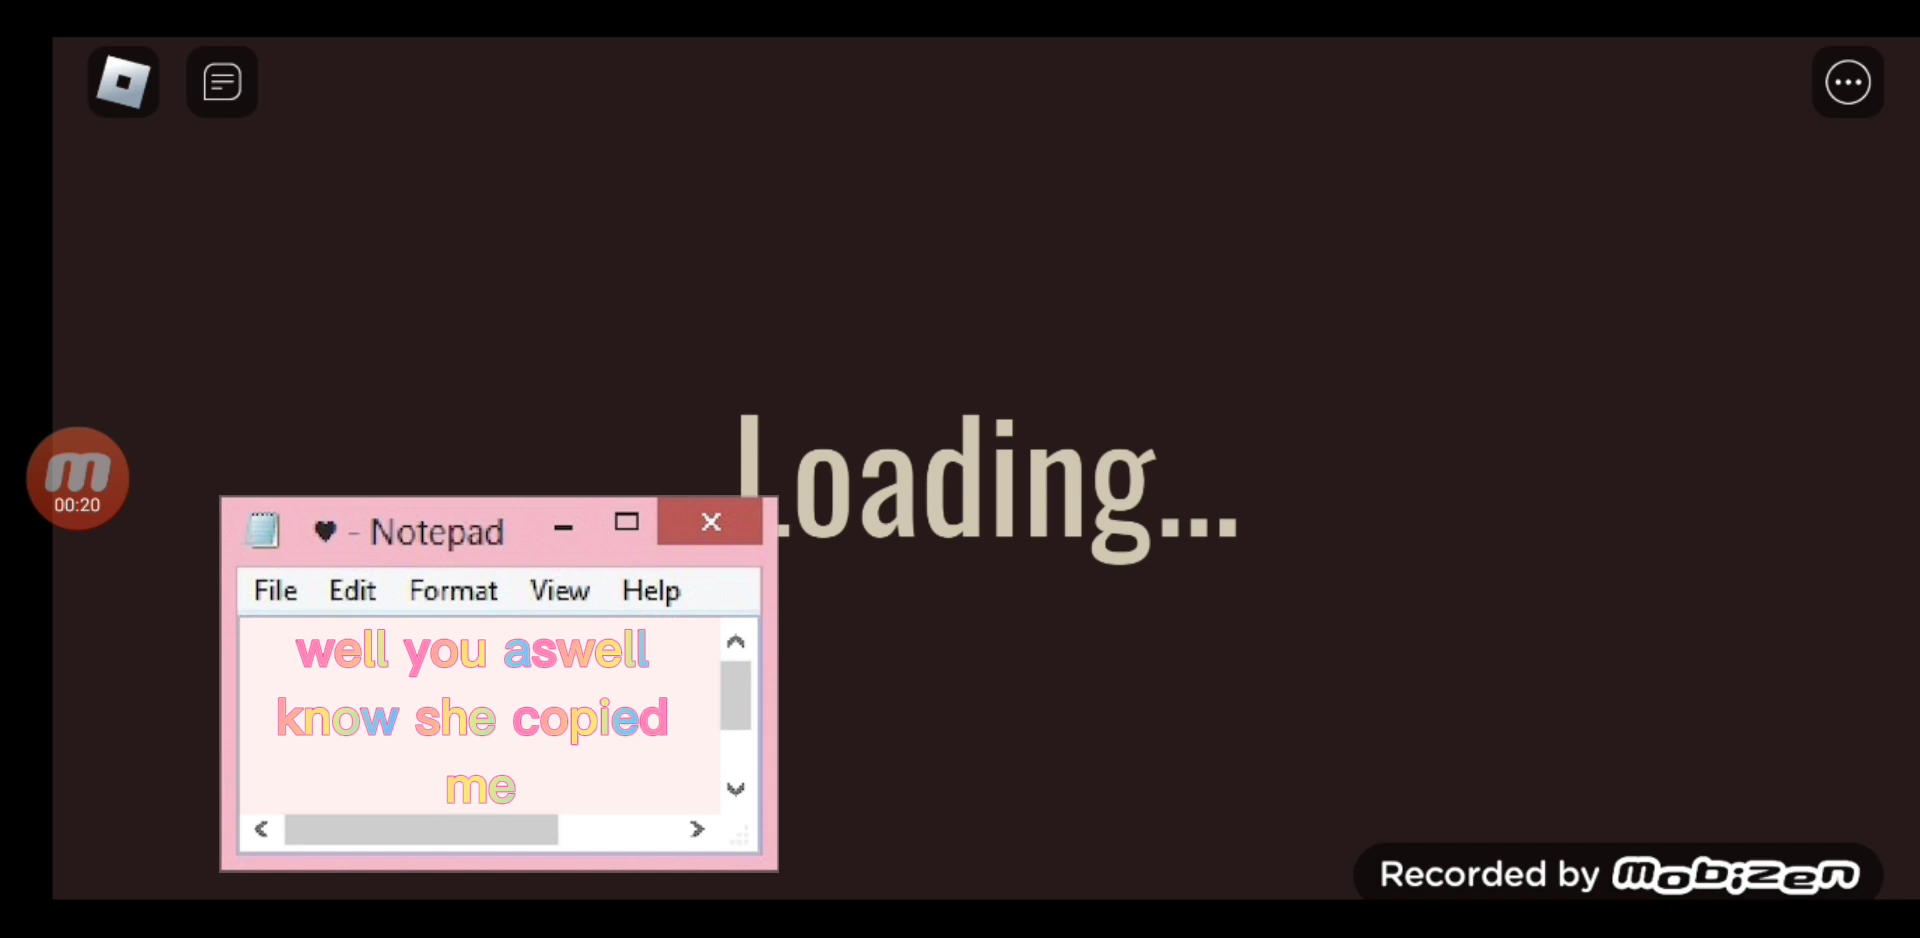 Loading...
00:20
♥ - Notepad
File Edit Format View Help
well you aswell
know she copied
me
Recorded by mobizen